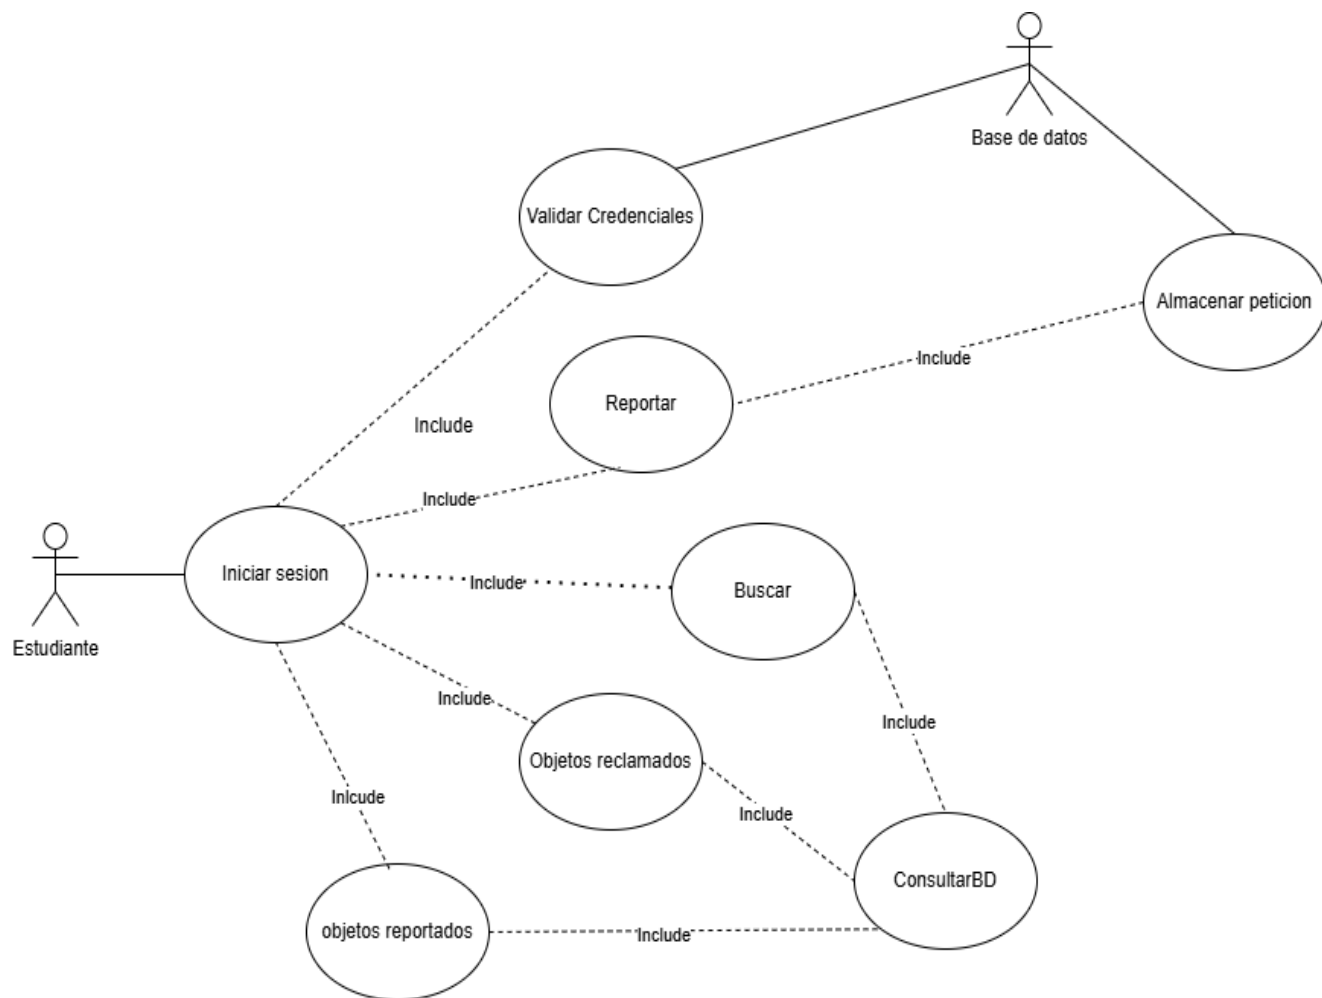 Base de datos
Validar Credenciales
Almacenar peticion
Include
Reportar
Include
Include
Iniciar sesion
Include
Buscar
Estudiante
Include
Include
Objetos reclamados
Inlcude
Include
ConsultarBD
objetos reportados
Include